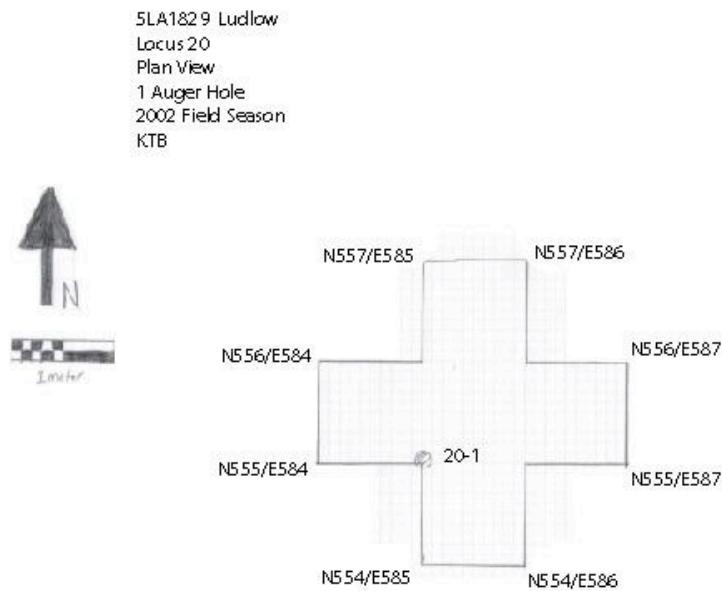 5LA1829 Ludlow
Locus 20
Plan View
1 Auger Hole
2002 Field Season
KTB
N
1 meter
N557/E585
N557/E586
N556/E584
N556/E587
20-1
N555/E584
N555/E587
N554/E585
N554/E586